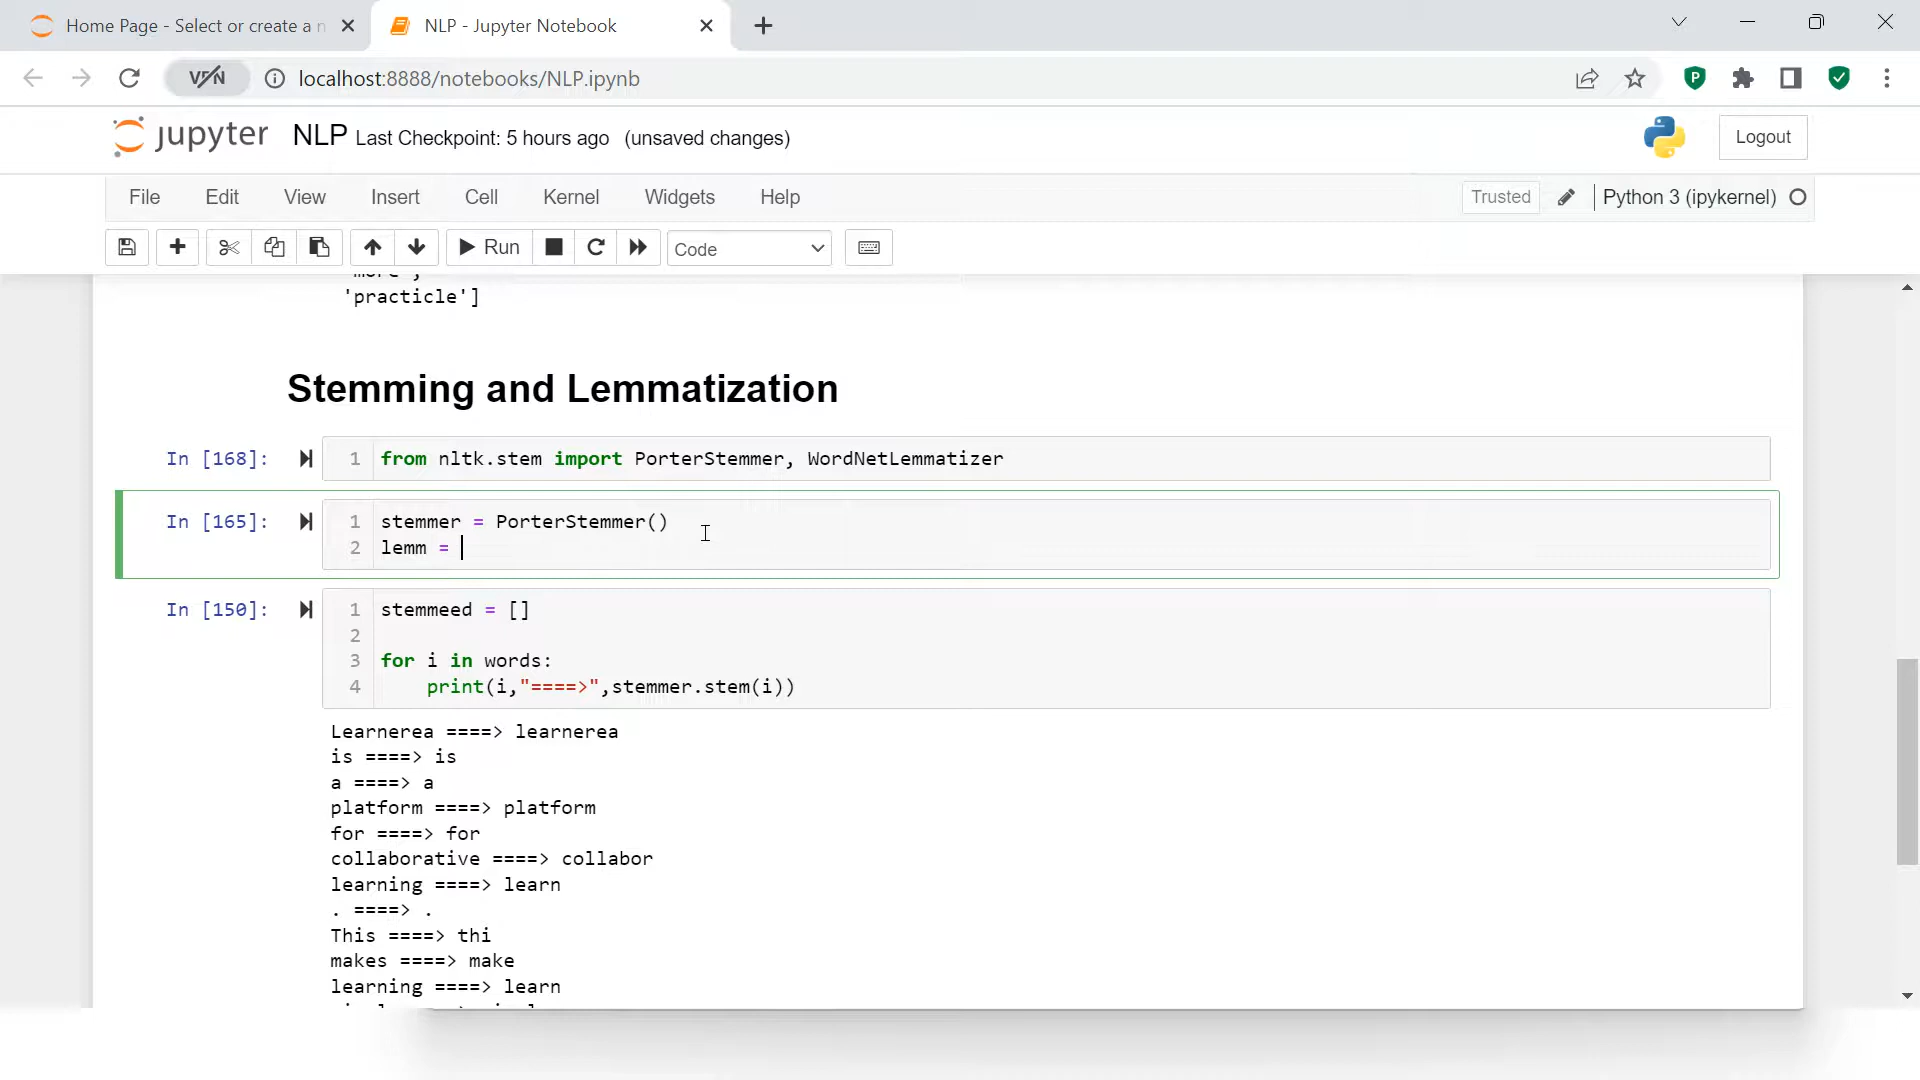 Home Page - Select or create a n
NLP - Jupyter Notebook
VPN
localhost:8888/notebooks/NLP.ipynb
P
jupyter NLP Last Checkpoint: 5 hours ago (unsaved changes)
Logout
File Edit View Insert Cell Kernel Widgets Help
Trusted Python 3 (ipykernel)
Run Code
'more',
'practicle']
Stemming and Lemmatization
In [168]: 1 from nltk.stem import PorterStemmer, WordNetLemmatizer
In [165]: 1 stemmer = PorterStemmer()
2 lemm =
In [150]: 1 stemmeed = []
2
3 for i in words:
4 print(i,"====>",stemmer.stem(i))
Learnerea ====> learnerea
is ====> is
a ====> a
platform ====> platform
for ====> for
collaborative ====> collabor
learning ====> learn
. ====> .
This ====> thi
makes ====> make
learning ====> learn